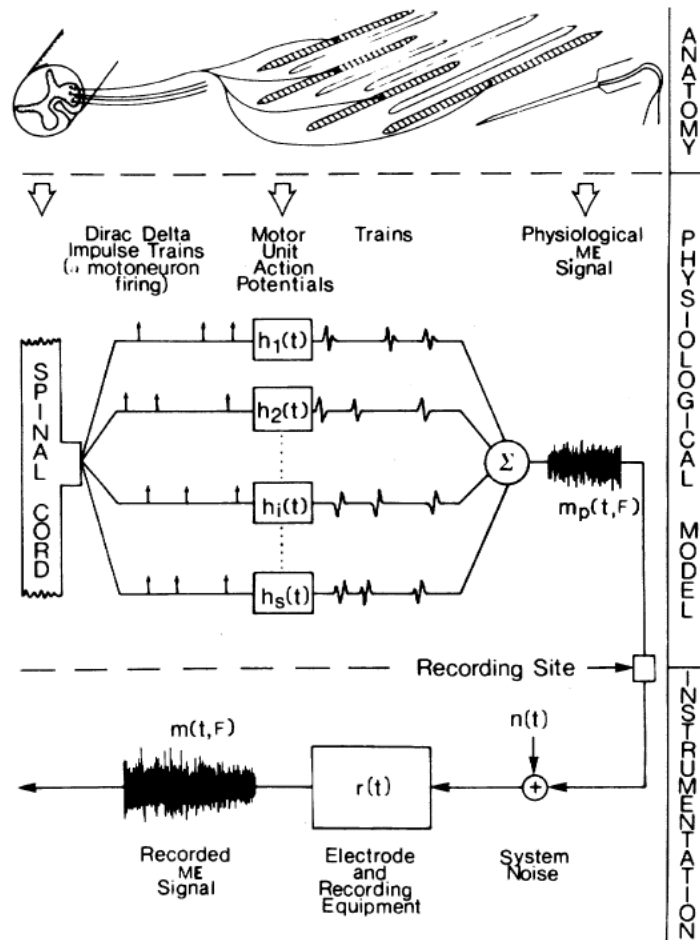 ANATOMY
Dirac Delta
Impulse Trains
( motoneuron
firing)
Motor
Unit
Action
Potentials
Trains
Physiological
ME
Signal
PHYSIOLOGICAL MODEL
SPINAL CORD
h₁(t)
h₂(t)
hᵢ(t)
hₛ(t)
Σ
mₚ(t,F)
Recording Site
INSTRUMENTATION
m(t,F)
r(t)
n(t)
+
Recorded
ME
Signal
Electrode
and
Recording
Equipment
System
Noise